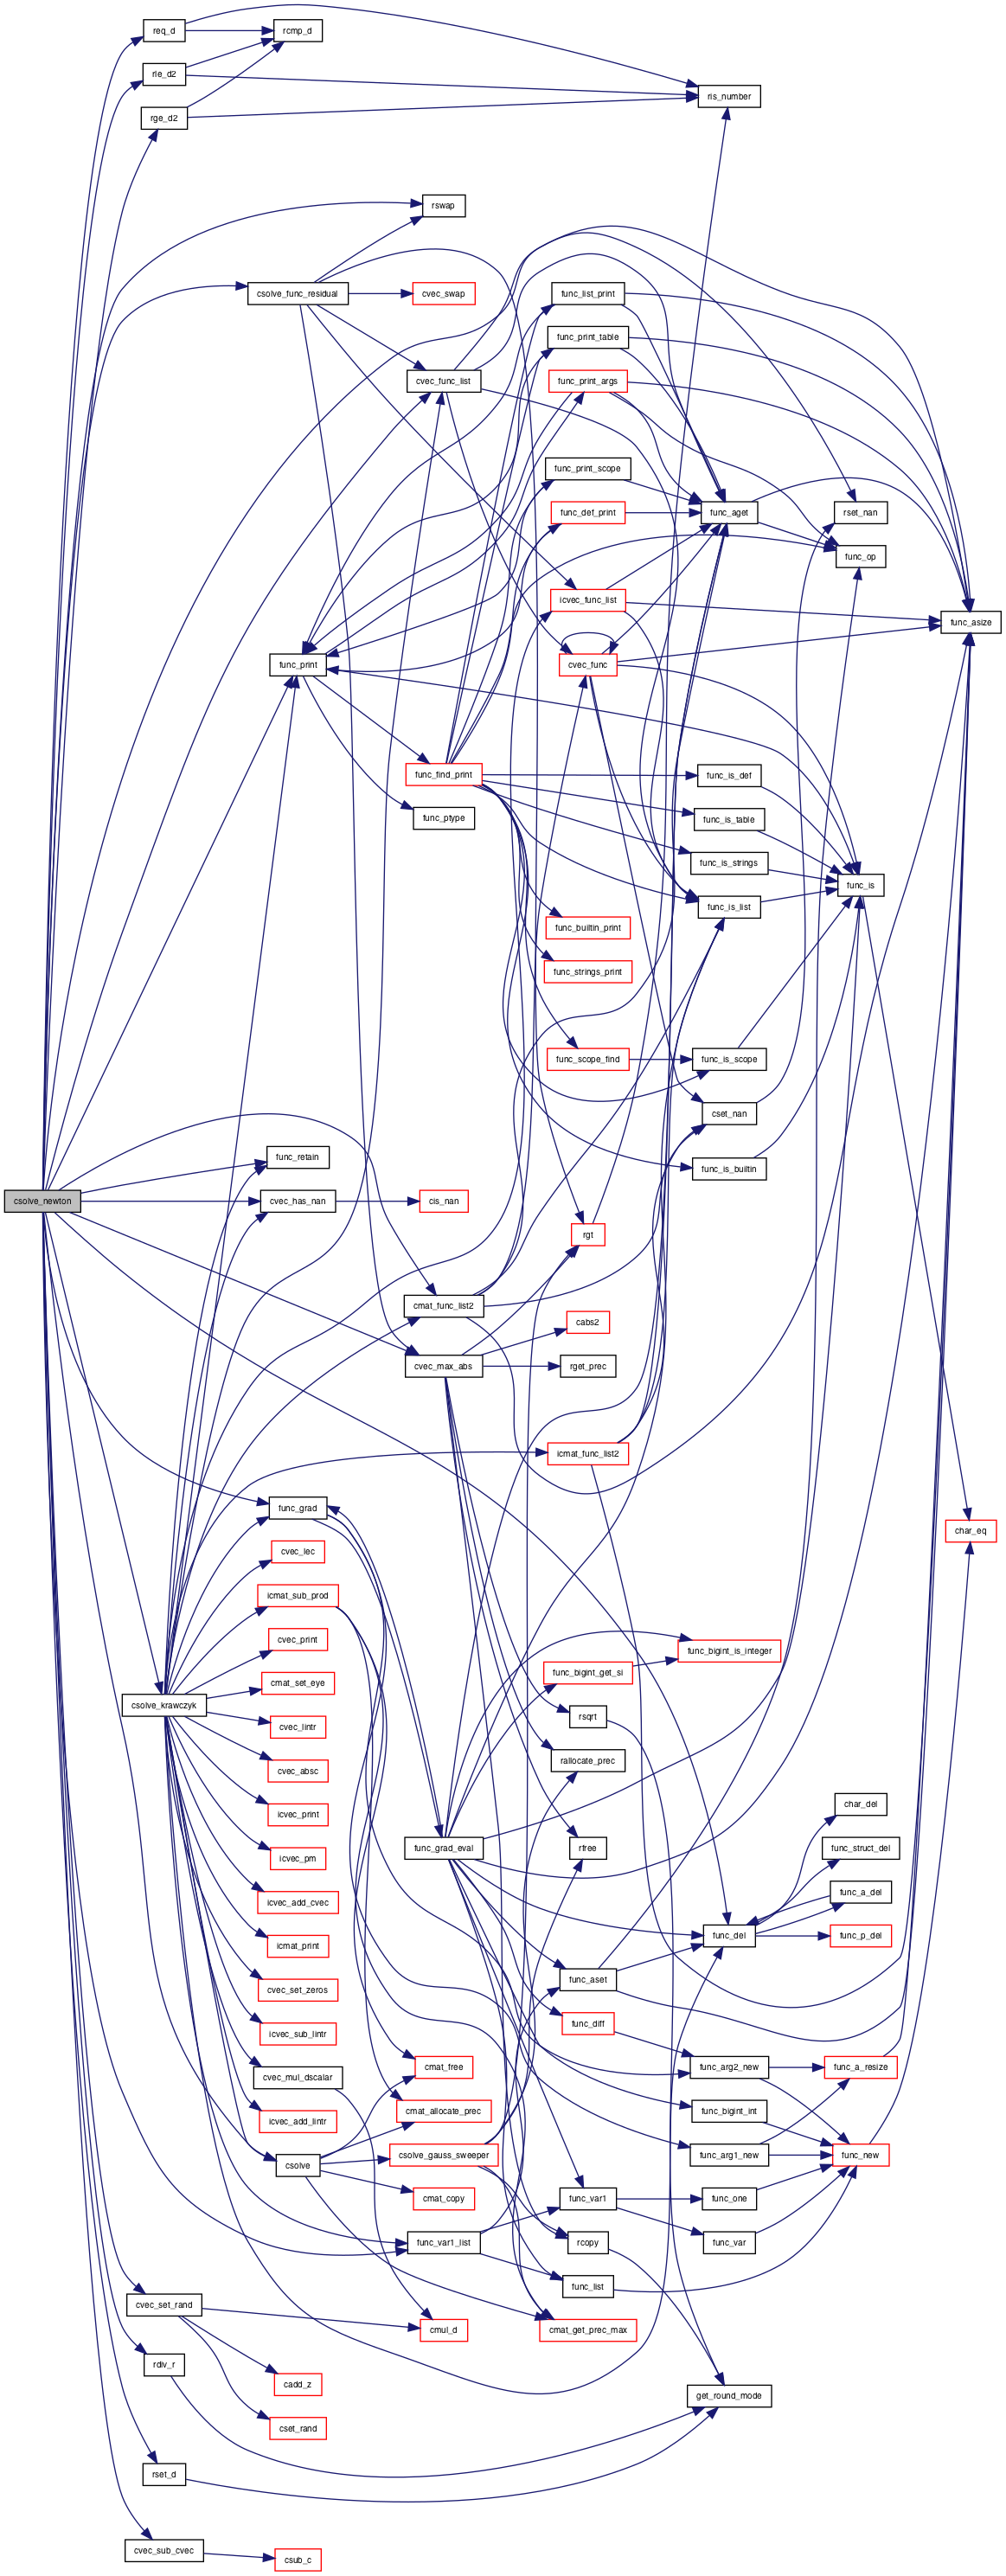 req_d
rcmp_d
rle_d2
ris_number
rge_d2
rswap
csolve_func_residual
cvec_swap
func_list_print
func_print_table
cvec_func_list
func_print_args
func_print_scope
func_def_print
func_aget
rset_nan
func_op
icvec_func_list
func_asize
func_print
cvec_func
func_find_print
func_is_def
func_ptype
func_is_table
func_is_strings
func_is
func_is_list
func_builtin_print
func_strings_print
func_scope_find
func_is_scope
cset_nan
func_retain
func_is_builtin
csolve_newton
cvec_has_nan
cis_nan
rgt
cmat_func_list2
cabs2
cvec_max_abs
rget_prec
icmat_func_list2
func_grad
char_eq
cvec_lec
icmat_sub_prod
cvec_print
func_bigint_is_integer
func_bigint_get_si
cmat_set_eye
csolve_krawczyk
rsqrt
cvec_lintr
rallocate_prec
cvec_absc
char_del
icvec_print
func_grad_eval
rfree
func_struct_del
icvec_pm
func_a_del
icvec_add_cvec
func_del
func_p_del
icmat_print
func_aset
cvec_set_zeros
func_diff
icvec_sub_lintr
cmat_free
func_arg2_new
func_a_resize
cvec_mul_dscalar
cmat_allocate_prec
func_bigint_int
icvec_add_lintr
csolve
csolve_gauss_sweeper
func_arg1_new
func_new
cmat_copy
func_var1
func_one
func_var1_list
rcopy
func_var
func_list
cvec_set_rand
cmul_d
cmat_get_prec_max
rdiv_r
cadd_z
get_round_mode
cset_rand
rset_d
cvec_sub_cvec
csub_c